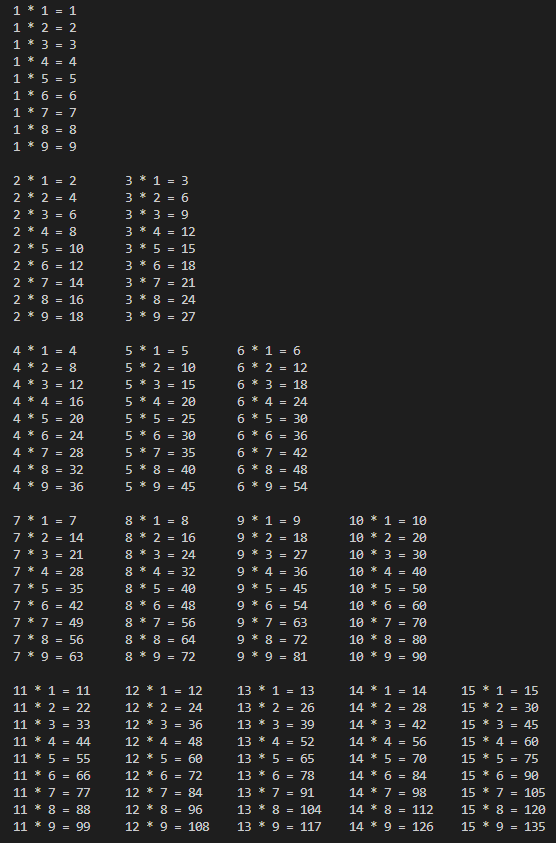 1 * 1 = 1
1 * 2 = 2
1 * 3 = 3
1 * 4 = 4
1 * 5 = 5
1 * 6 = 6
1 * 7 = 7
1 * 8 = 8
1 * 9 = 9
2 * 1 = 2 3 * 1 = 3
2 * 2 = 4 3 * 2 = 6
2 * 3 = 6 3 * 3 = 9
2 * 4 = 8 3 * 4 = 12
2 * 5 = 10 3 * 5 = 15
2 * 6 = 12 3 * 6 = 18
2 * 7 = 14 3 * 7 = 21
2 * 8 = 16 3 * 8 = 24
2 * 9 = 18 3 * 9 = 27
4 * 1 = 4 5 * 1 = 5 6 * 1 = 6
4 * 2 = 8 5 * 2 = 10 6 * 2 = 12
4 * 3 = 12 5 * 3 = 15 6 * 3 = 18
4 * 4 = 16 5 * 4 = 20 6 * 4 = 24
4 * 5 = 20 5 * 5 = 25 6 * 5 = 30
4 * 6 = 24 5 * 6 = 30 6 * 6 = 36
4 * 7 = 28 5 * 7 = 35 6 * 7 = 42
4 * 8 = 32 5 * 8 = 40 6 * 8 = 48
4 * 9 = 36 5 * 9 = 45 6 * 9 = 54
7 * 1 = 7 8 * 1 = 8 9 * 1 = 9 10 * 1 = 10
7 * 2 = 14 8 * 2 = 16 9 * 2 = 18 10 * 2 = 20
7 * 3 = 21 8 * 3 = 24 9 * 3 = 27 10 * 3 = 30
7 * 4 = 28 8 * 4 = 32 9 * 4 = 36 10 * 4 = 40
7 * 5 = 35 8 * 5 = 40 9 * 5 = 45 10 * 5 = 50
7 * 6 = 42 8 * 6 = 48 9 * 6 = 54 10 * 6 = 60
7 * 7 = 49 8 * 7 = 56 9 * 7 = 63 10 * 7 = 70
7 * 8 = 56 8 * 8 = 64 9 * 8 = 72 10 * 8 = 80
7 * 9 = 63 8 * 9 = 72 9 * 9 = 81 10 * 9 = 90
11 * 1 = 11 12 * 1 = 12 13 * 1 = 13 14 * 1 = 14 15 * 1 = 15
11 * 2 = 22 12 * 2 = 24 13 * 2 = 26 14 * 2 = 28 15 * 2 = 30
11 * 3 = 33 12 * 3 = 36 13 * 3 = 39 14 * 3 = 42 15 * 3 = 45
11 * 4 = 44 12 * 4 = 48 13 * 4 = 52 14 * 4 = 56 15 * 4 = 60
11 * 5 = 55 12 * 5 = 60 13 * 5 = 65 14 * 5 = 70 15 * 5 = 75
11 * 6 = 66 12 * 6 = 72 13 * 6 = 78 14 * 6 = 84 15 * 6 = 90
11 * 7 = 77 12 * 7 = 84 13 * 7 = 91 14 * 7 = 98 15 * 7 = 105
11 * 8 = 88 12 * 8 = 96 13 * 8 = 104 14 * 8 = 112 15 * 8 = 120
11 * 9 = 99 12 * 9 = 108 13 * 9 = 117 14 * 9 = 126 15 * 9 = 135